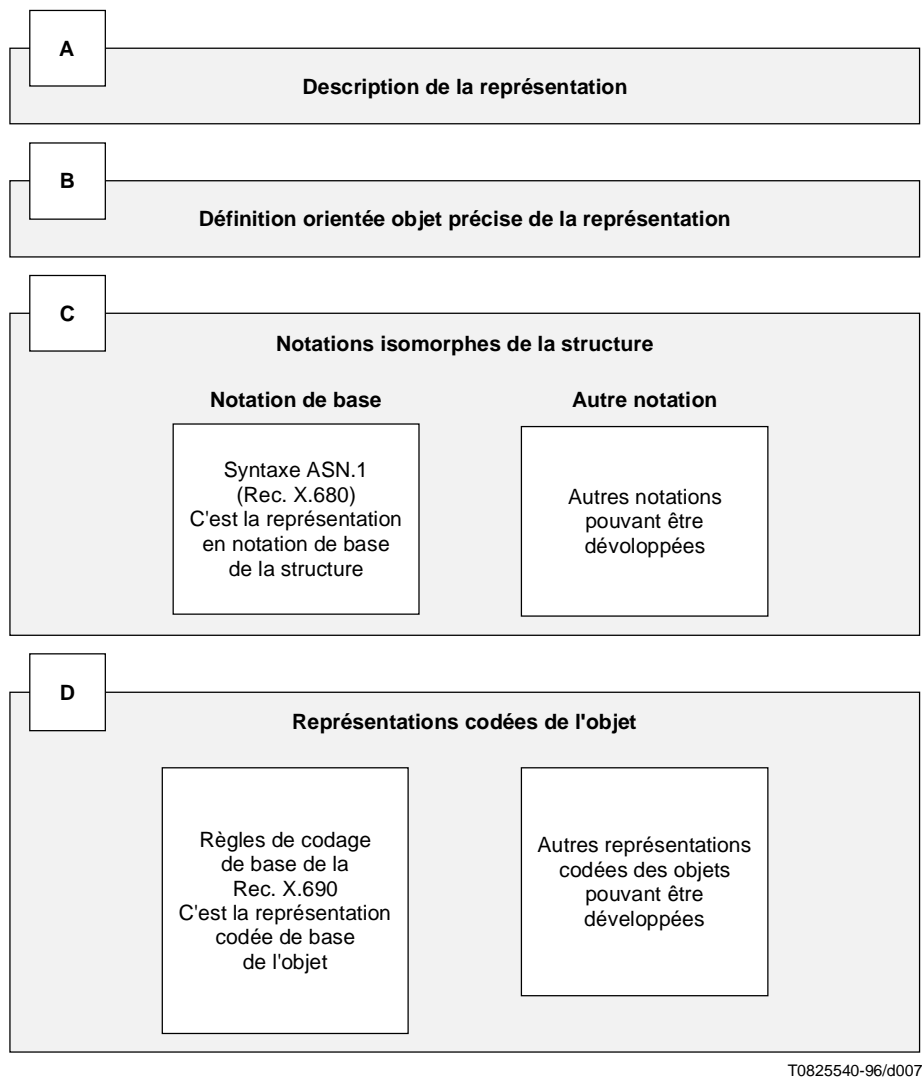 A
Description de la représentation
B
Définition orientée objet précise de la représentation
C
Notations isomorphes de la structure
Notation de base
Autre notation
Syntaxe ASN.1
(Rec. X.680)
C'est la représentation
en notation de base
de la structure
Autres notations
pouvant être
dévoloppées
D
Représentations codées de l'objet
Règles de codage
de base de la
Rec. X.690
C'est la représentation
codée de base
de l'objet
Autres représentations
codées des objets
pouvant être
développées
T0825540-96/d007